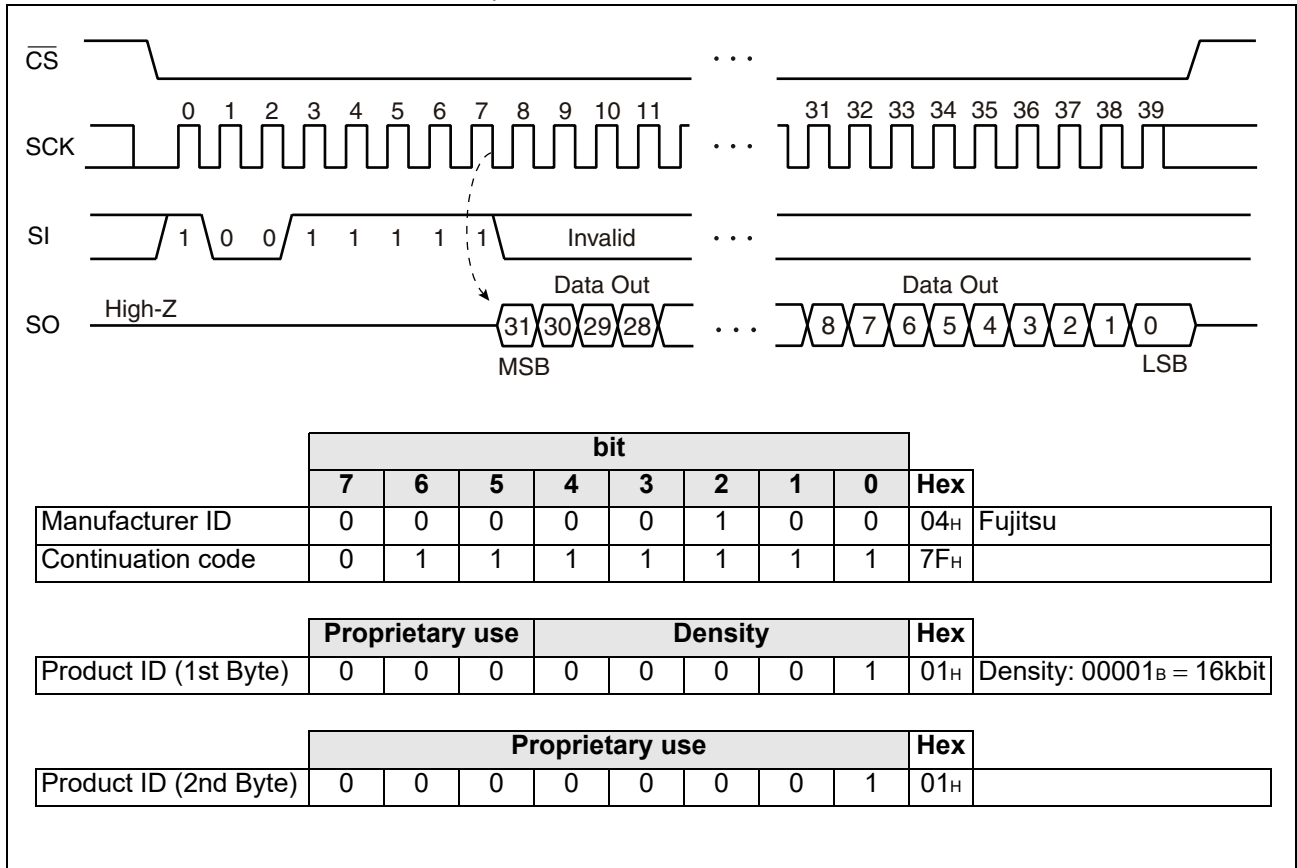 CS
0 1 2 3 4 5 6 7 8 9 10 11 31 32 33 34 35 36 37 38 39
SCK
SI 1 0 0 1 1 1 1 1 Invalid
Data Out Data Out
High-Z
SO 31 30 29 28 8 7 6 5 4 3 2 1 0
MSB LSB
bit
7 6 5 4 3 2 1 0 Hex
Manufacturer ID 0 0 0 0 0 1 0 0 04H Fujitsu
Continuation code 0 1 1 1 1 1 1 1 7FH
Proprietary use Density Hex
Product ID (1st Byte) 0 0 0 0 0 0 0 1 01H Density: 00001B = 16kbit
Proprietary use Hex
Product ID (2nd Byte) 0 0 0 0 0 0 0 1 01H